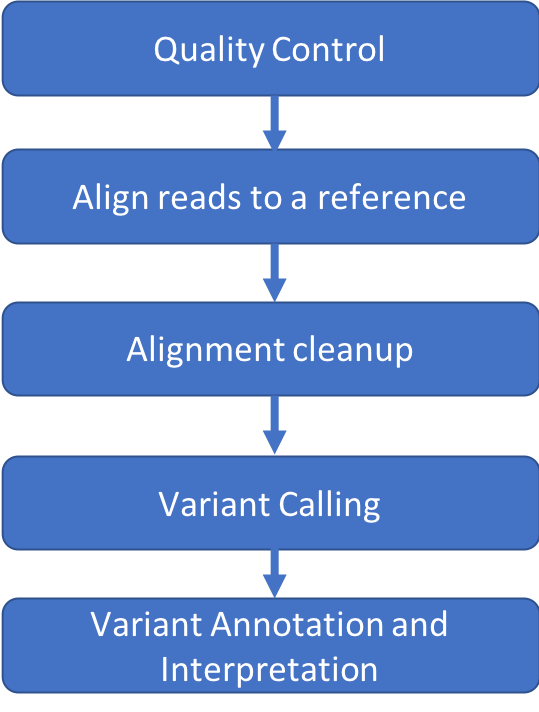 Quality Control
Align reads to a reference
Alignment cleanup
Variant Calling
Variant Annotation and
Interpretation